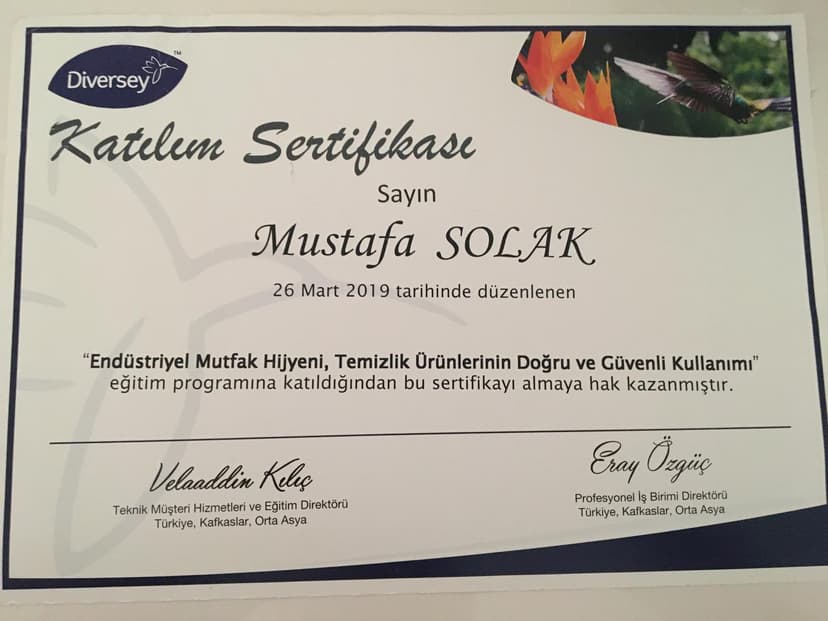 Diversey™
Katılım Sertifikası
Sayın
Mustafa SOLAK
26 Mart 2019 tarihinde düzenlenen
“Endüstriyel Mutfak Hijyeni, Temizlik Ürünlerinin Doğru ve Güvenli Kullanımı”
eğitim programına katıldığından bu sertifikayı almaya hak kazanmıştır.
Velaaddin Kılıç
Teknik Müşteri Hizmetleri ve Eğitim Direktörü
Türkiye, Kafkaslar, Orta Asya
Eray Özgüç
Profesyonel İş Birimi Direktörü
Türkiye, Kafkaslar, Orta Asya